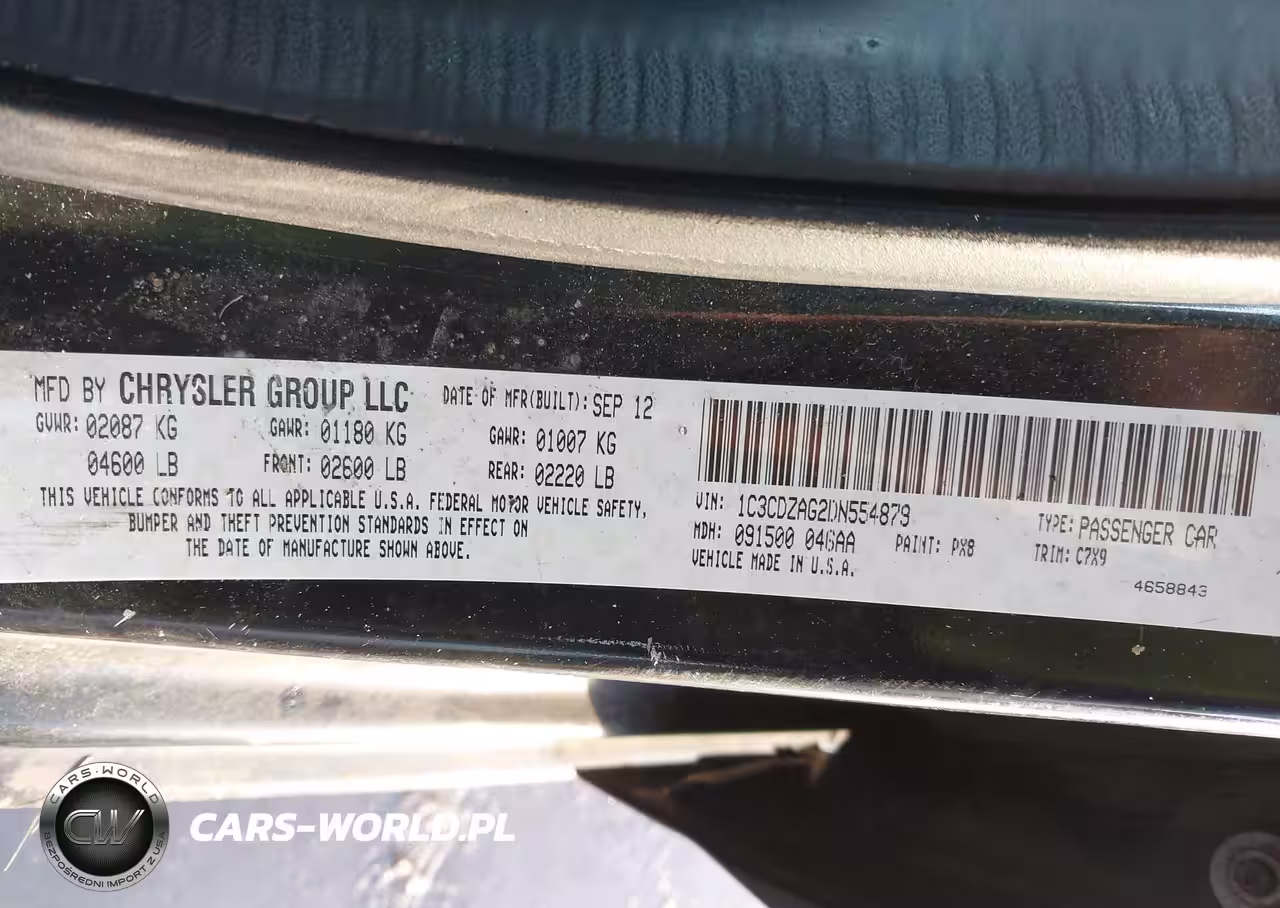 MFD BY CHRYSLER GROUP LLC DATE OF MFR(BUILT): SEP 12
GVWR: 02087 KG GAWR: 01180 KG GAWR: 01007 KG
04600 LB FRONT: 02600 LB REAR: 02220 LB
THIS VEHICLE CONFORMS TO ALL APPLICABLE U.S.A. FEDERAL MOTOR VEHICLE SAFETY,
BUMPER AND THEFT PREVENTION STANDARDS IN EFFECT ON
THE DATE OF MANUFACTURE SHOWN ABOVE.
VIN: 1C3CDZAG2DN554879 TYPE: PASSENGER CAR
MDH: 091500 046AA PAINT: PX8 TRIM: C7X9
VEHICLE MADE IN U.S.A.
4658843
CARS-WORLD
CW
BEZPOŚREDNI IMPORT Z USA
CARS-WORLD.PL